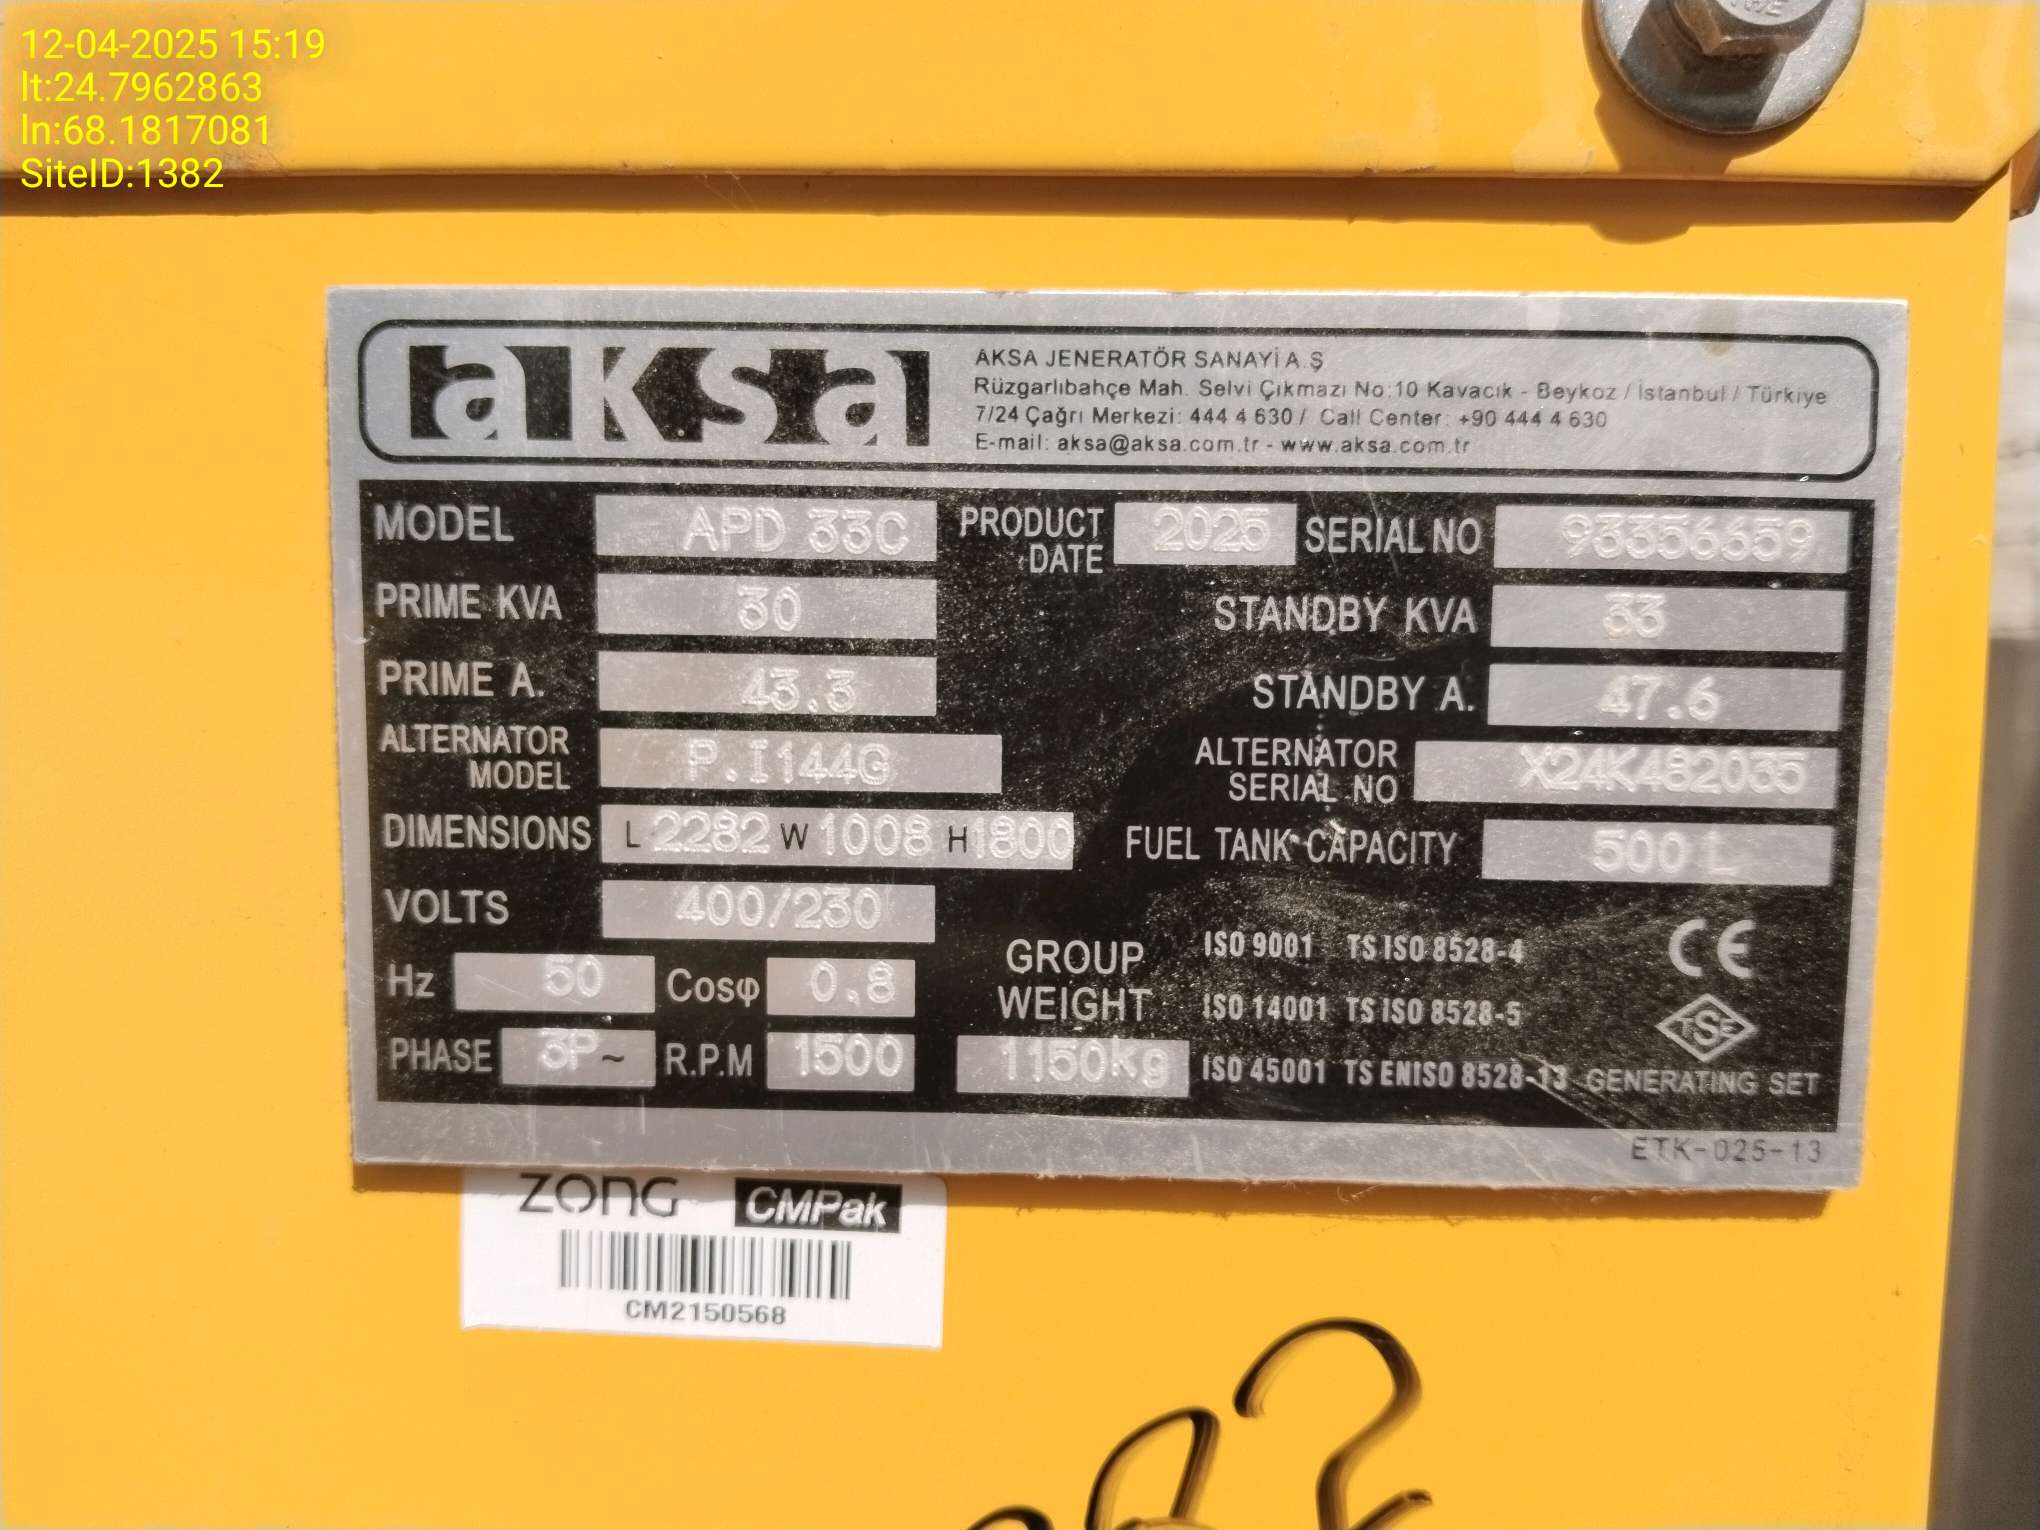 12-04-2025 15:19
lt:24.7962863
ln:68.1817081
SiteID:1382
aksa
AKSA JENERATÖR SANAYİ A.Ş
Rüzgarlıbahçe Mah. Selvi Çıkmazı No:10 Kavacık - Beykoz / İstanbul / Türkiye
7/24 Çağrı Merkezi: 444 4 630 / Call Center: +90 444 4 630
E-mail: aksa@aksa.com.tr - www.aksa.com.tr
MODEL APD 33C PRODUCT DATE 2025 SERIAL NO 93356659
PRIME KVA 30 STANDBY KVA 33
PRIME A. 43.3 STANDBY A. 47.6
ALTERNATOR MODEL P.I144G ALTERNATOR SERIAL NO X24K482035
DIMENSIONS L 2282 W 1008 H 1800 FUEL TANK CAPACITY 500 L
VOLTS 400/230
Hz 50 Cosφ 0.8 GROUP WEIGHT 1150Kg
PHASE 3P ~ R.P.M 1500
ISO 9001 TS ISO 8528-4 CE
ISO 14001 TS ISO 8528-5 TSE
ISO 45001 TS EN ISO 8528-13 GENERATING SET
ETK-025-13
ZONG CMPak
CM2150568